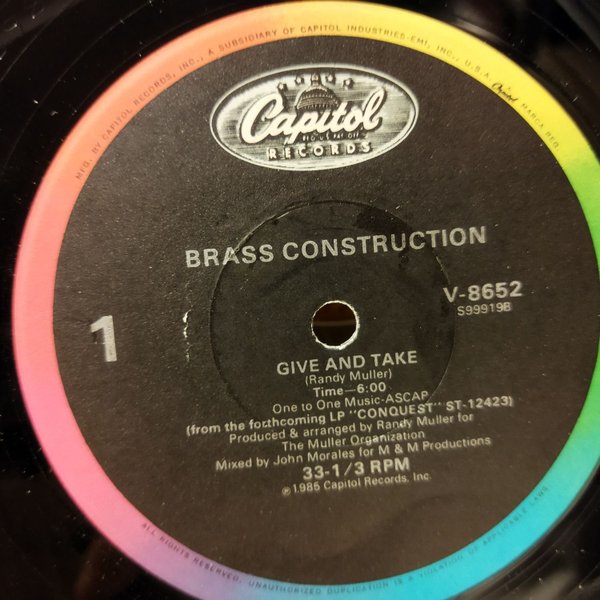 MFG. BY CAPITOL RECORDS, INC., A SUBSIDIARY OF CAPITOL INDUSTRIES-EMI, INC., U.S.A. Capitol MARCA REG.
Capitol
RECORDS
BRASS CONSTRUCTION
V-8652
S99919B
1
GIVE AND TAKE
(Randy Muller)
Time—6:00
One to One Music-ASCAP
(from the forthcoming LP "CONQUEST" ST-12423)
Produced & arranged by Randy Muller for
The Muller Organization
Mixed by John Morales for M & M Productions
33-1/3 RPM
℗1985 Capitol Records, Inc.
ALL RIGHTS RESERVED. UNAUTHORIZED DUPLICATION IS A VIOLATION OF APPLICABLE LAWS.